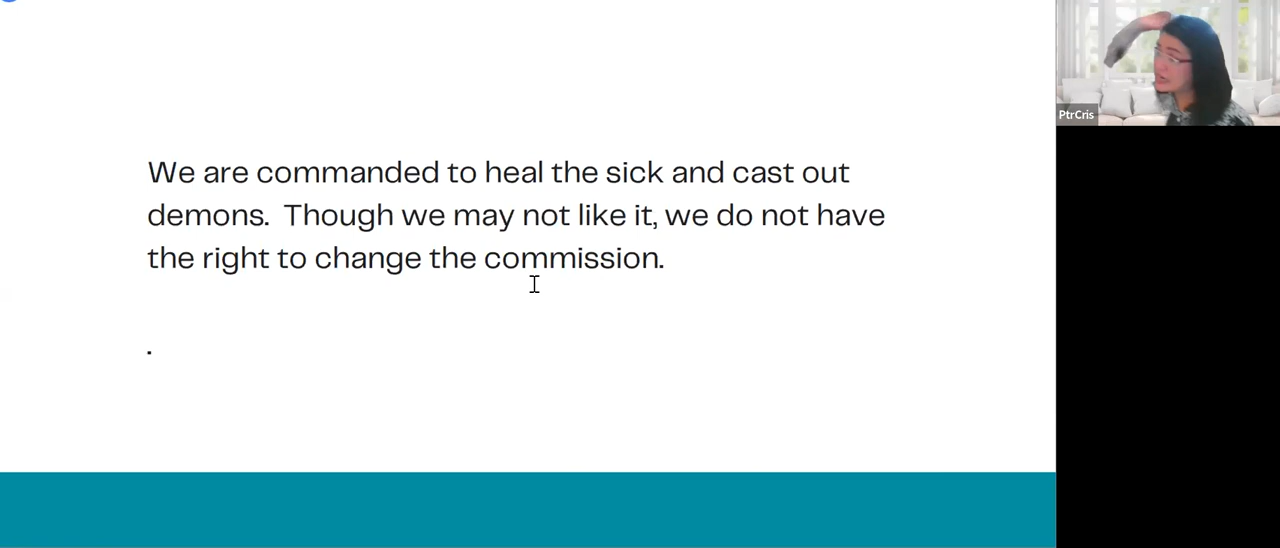 We are commanded to heal the sick and cast out
demons.  Though we may not like it, we do not have
the right to change the commission.
.
PtrCris